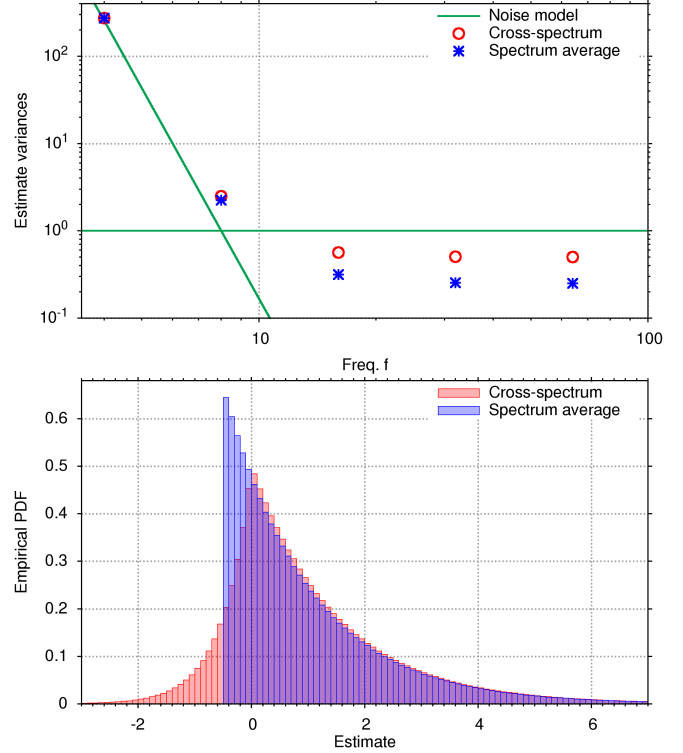 Noise model
Cross-spectrum
Spectrum average
Estimate variances
10^2
10^1
10^0
10^-1
10
100
Freq. f
Cross-spectrum
Spectrum average
Empirical PDF
0.6
0.5
0.4
0.3
0.2
0.1
0
-2
0
2
4
6
Estimate